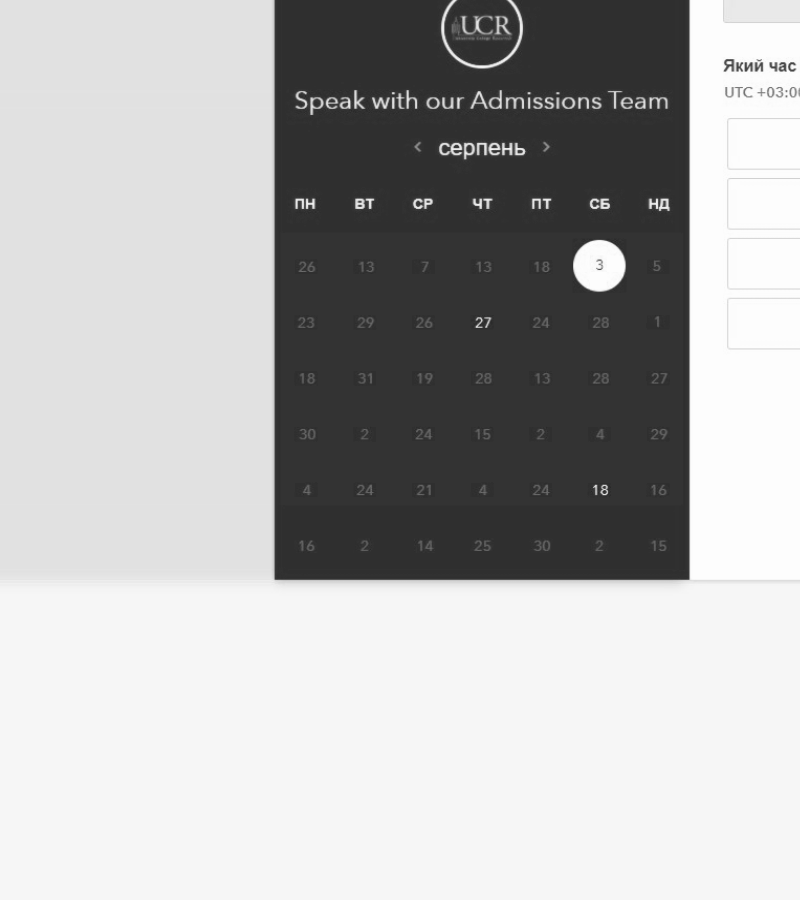 UCR
Який час
Speak with our Admissions Team
UTC +03:00
< серпень >
ПН ВТ СР ЧТ ПТ СБ НД
26 13 7 13 18 3 5
23 29 26 27 24 28 1
18 31 19 28 13 28 27
30 2 24 15 2 4 29
4 24 21 4 24 18 16
16 2 14 25 30 2 15